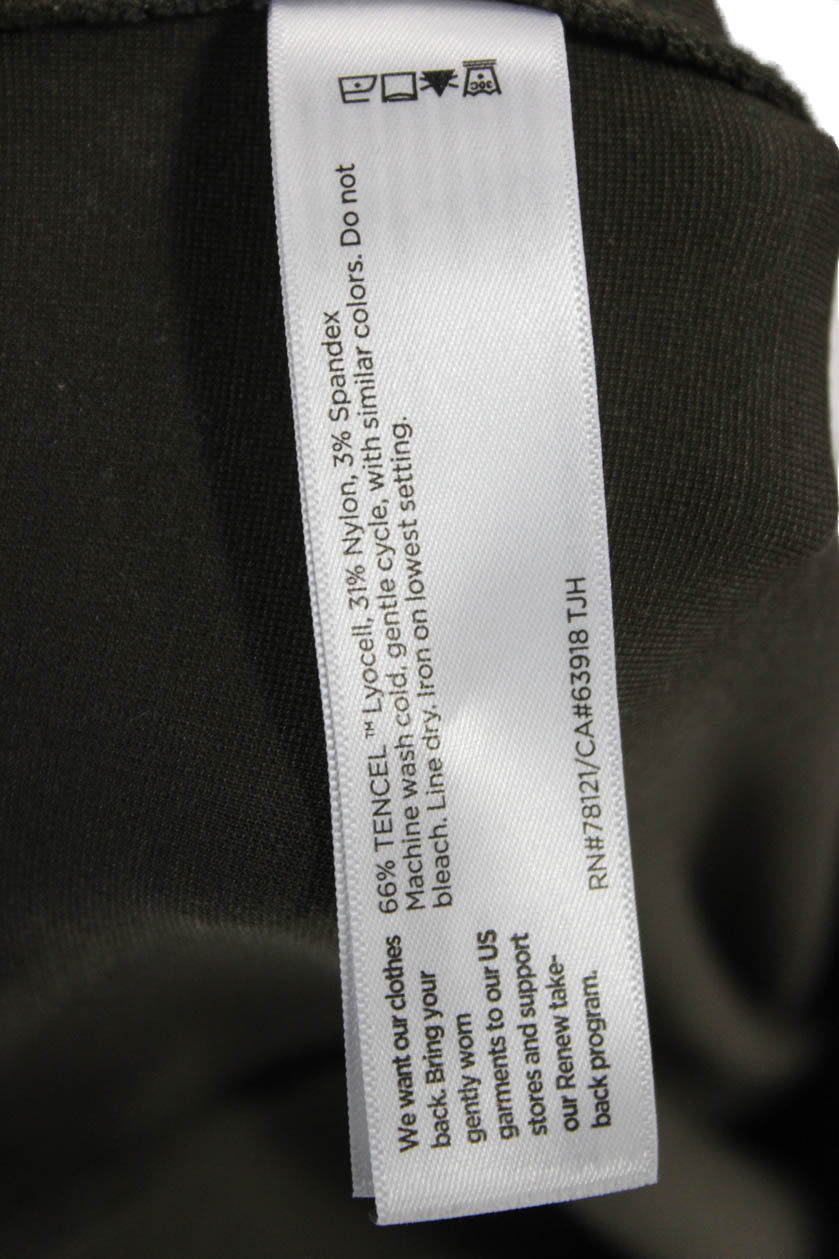 66% TENCEL™ Lyocell, 31% Nylon, 3% Spandex
Machine wash cold, gentle cycle, with similar colors. Do not
bleach. Line dry. Iron on lowest setting.
RN#78121/CA#63918 TJH
We want our clothes
back. Bring your
gently worn
garments to our US
stores and support
our Renew take-
back program.